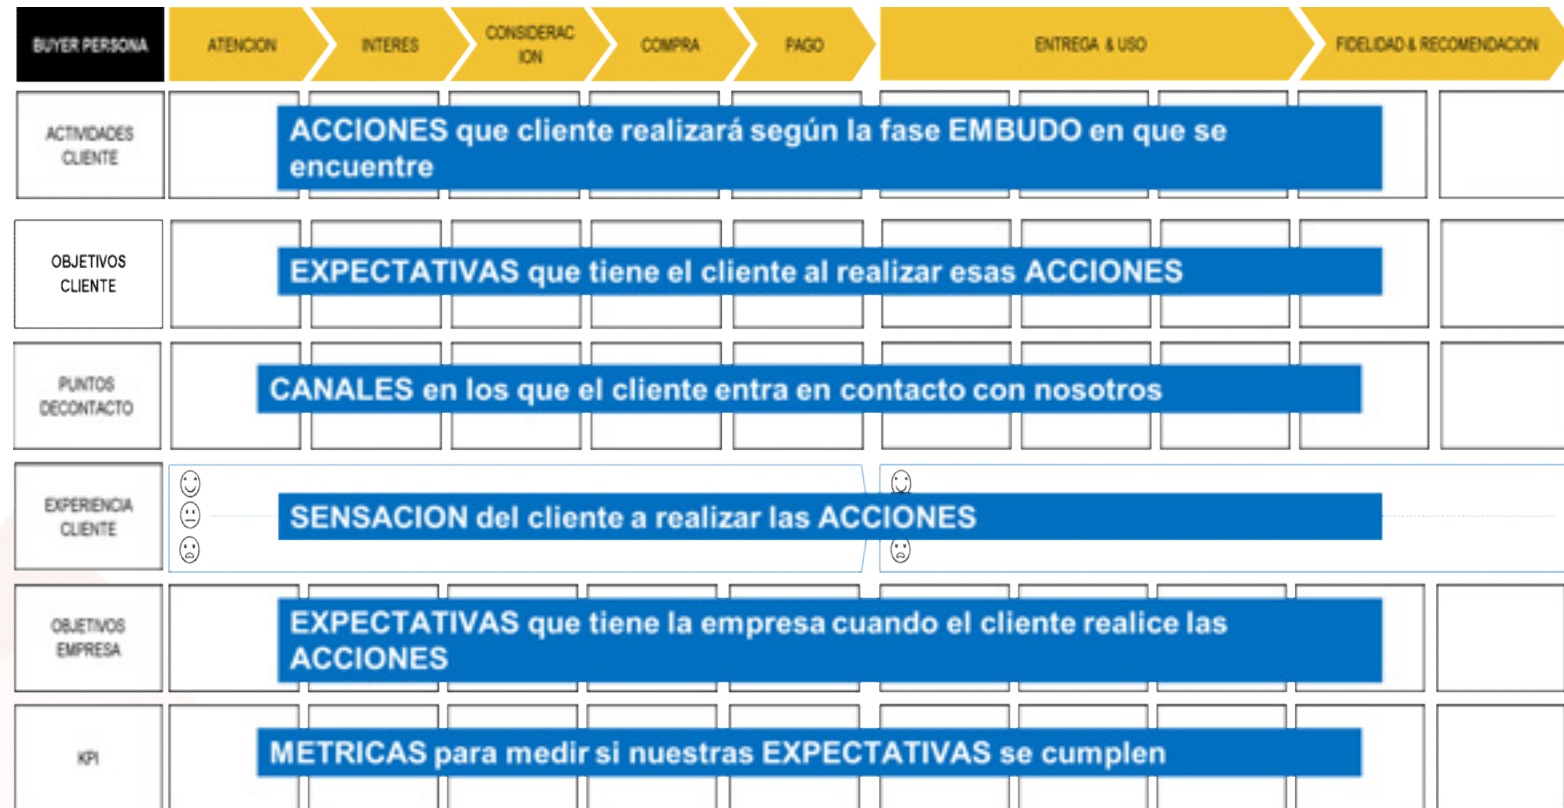 BUYER PERSONA
ATENCION
INTERES
CONSIDERAC
ION
COMPRA
PAGO
ENTREGA & USO
FIDELIDAD & RECOMENDACION
ACTIVIDADES
CLIENTE
ACCIONES que cliente realizará según la fase EMBUDO en que se
encuentre
OBJETIVOS
CLIENTE
EXPECTATIVAS que tiene el cliente al realizar esas ACCIONES
PUNTOS
DECONTACTO
CANALES en los que el cliente entra en contacto con nosotros
EXPERIENCIA
CLIENTE
SENSACION del cliente a realizar las ACCIONES
OBJETIVOS
EMPRESA
EXPECTATIVAS que tiene la empresa cuando el cliente realice las
ACCIONES
KPI
METRICAS para medir si nuestras EXPECTATIVAS se cumplen